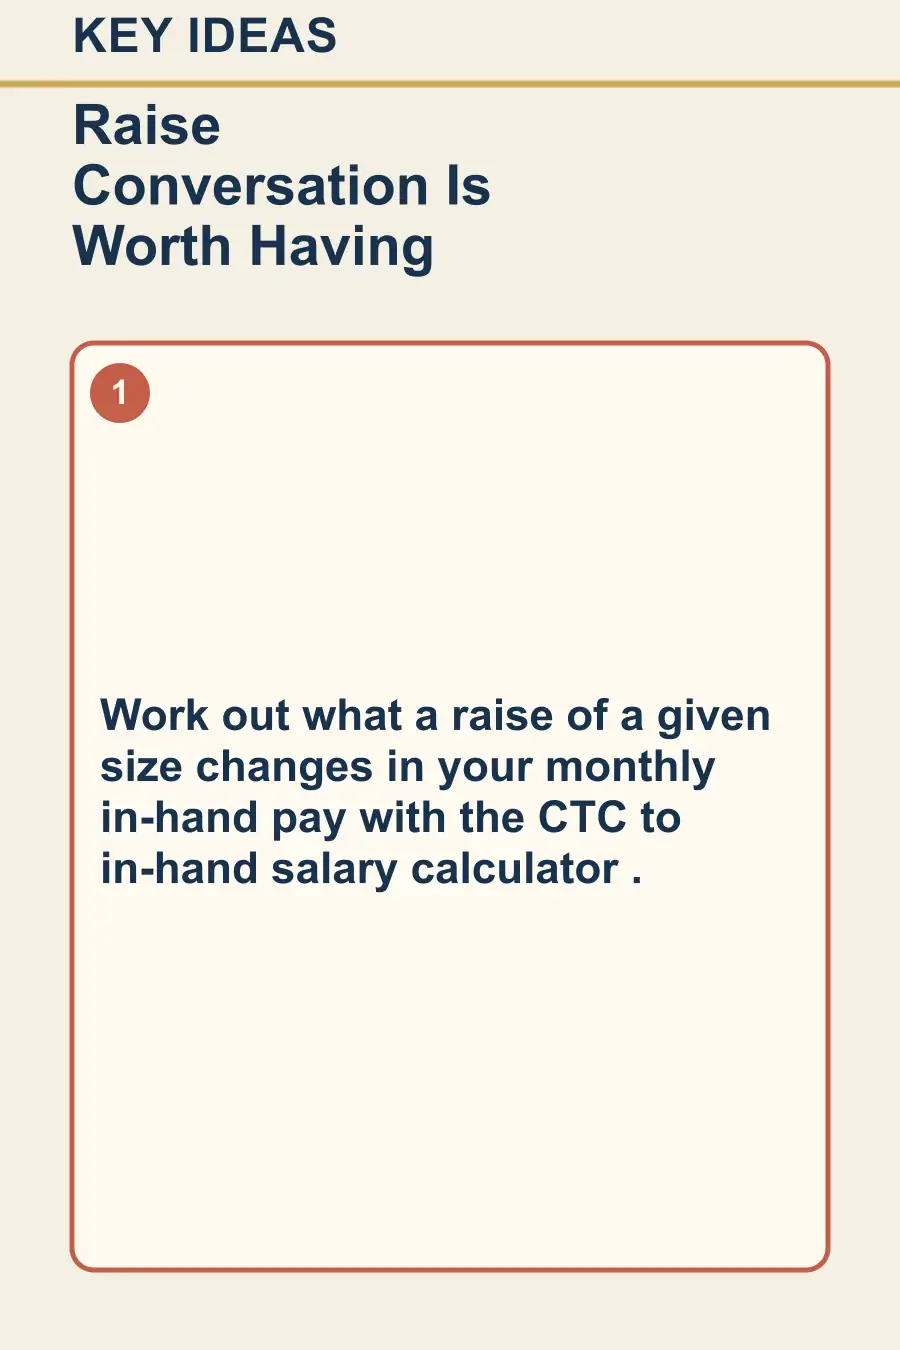 KEY IDEAS
Raise
Conversation Is
Worth Having
1
Work out what a raise of a given
size changes in your monthly
in-hand pay with the CTC to
in-hand salary calculator .